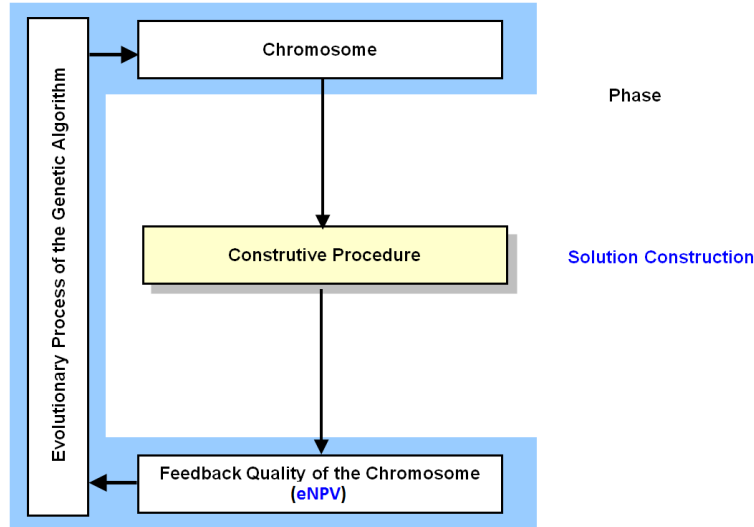 Evolutionary Process of the Genetic Algorithm
Chromosome
Phase
Construtive Procedure
Solution Construction
Feedback Quality of the Chromosome
(eNPV)